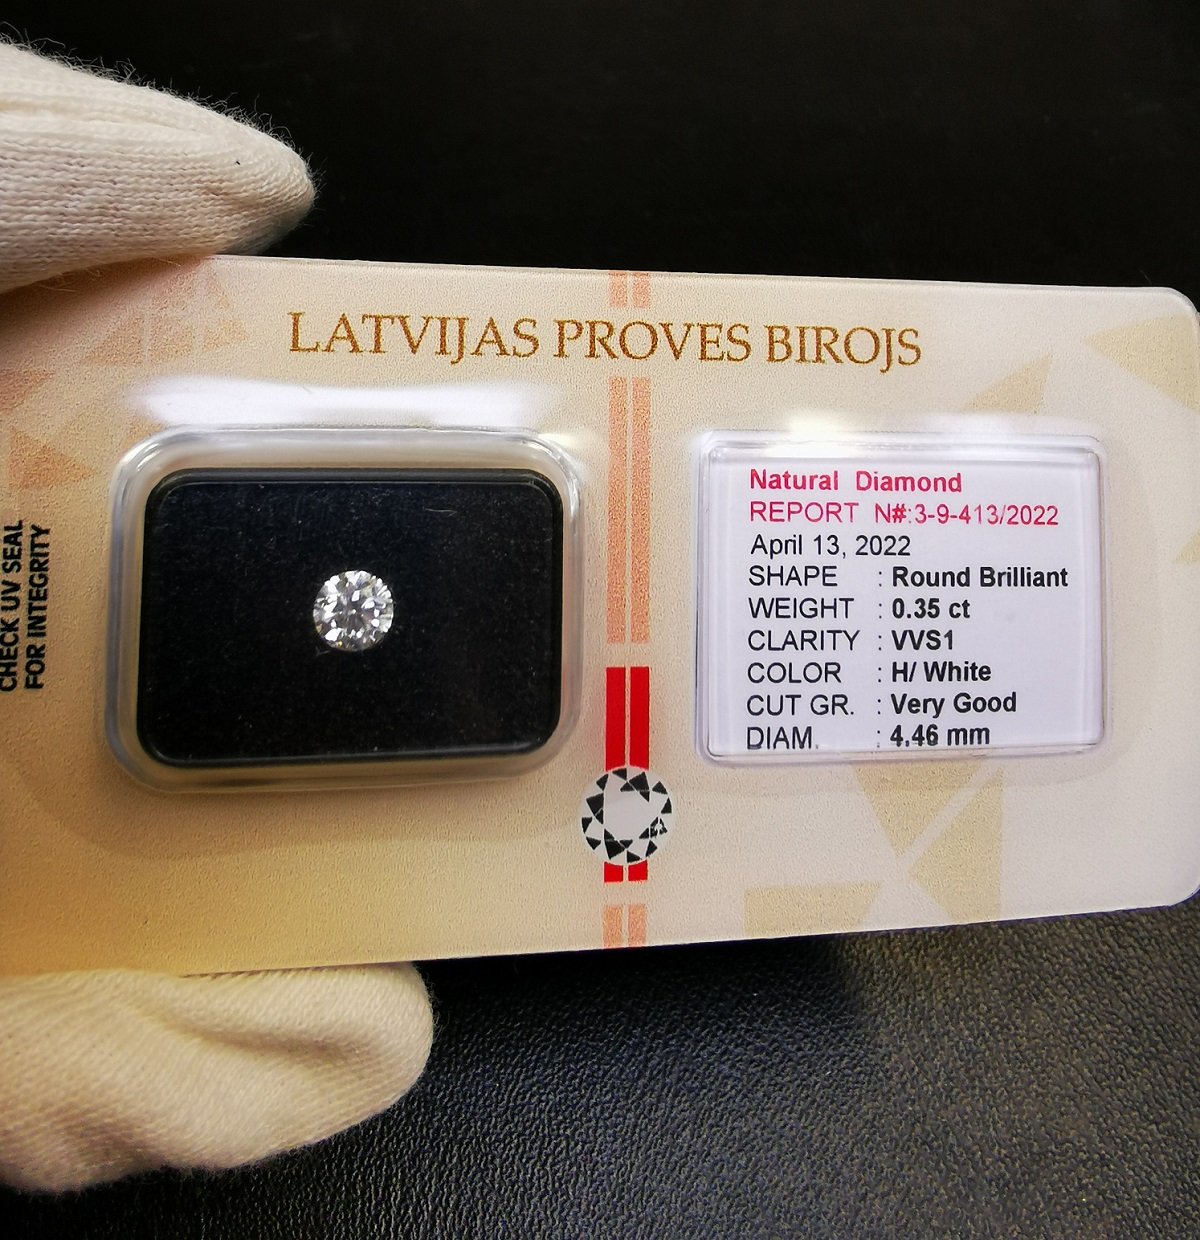 LATVIJAS PROVES BIROJS
CHECK UV SEAL
FOR INTEGRITY
Natural Diamond
REPORT N#:3-9-413/2022
April 13, 2022
SHAPE : Round Brilliant
WEIGHT : 0.35 ct
CLARITY : VVS1
COLOR : H/ White
CUT GR. : Very Good
DIAM. : 4.46 mm